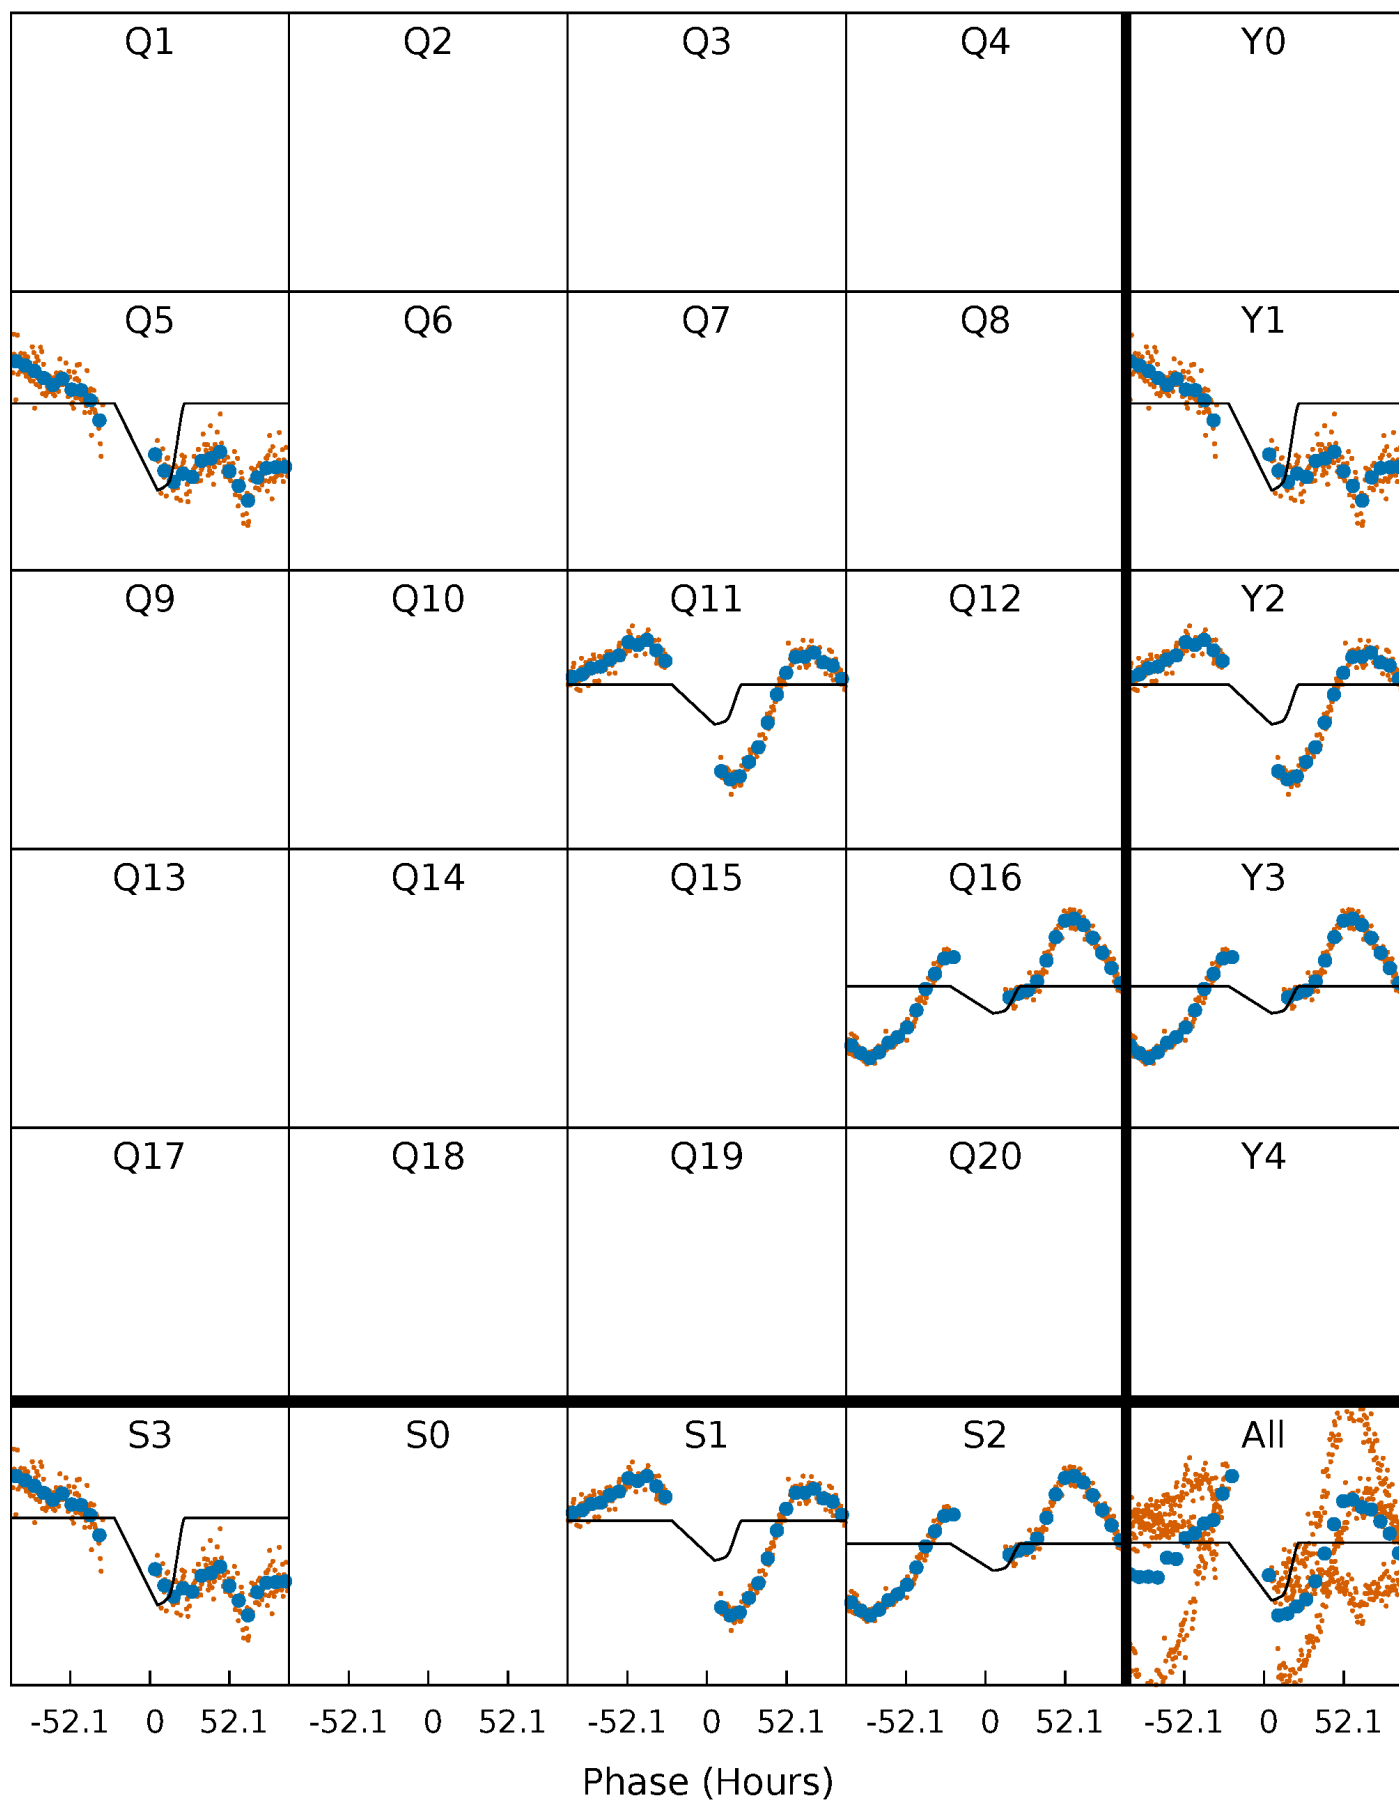 Q1 Q2 Q3 Q4 Y0
Q5 Q6 Q7 Q8 Y1
Q9 Q10 Q11 Q12 Y2
Q13 Q14 Q15 Q16 Y3
Q17 Q18 Q19 Q20 Y4
S3 S0 S1 S2 All
-52.1 0 52.1 -52.1 0 52.1 -52.1 0 52.1 -52.1 0 52.1 -52.1 0 52.1
Phase (Hours)